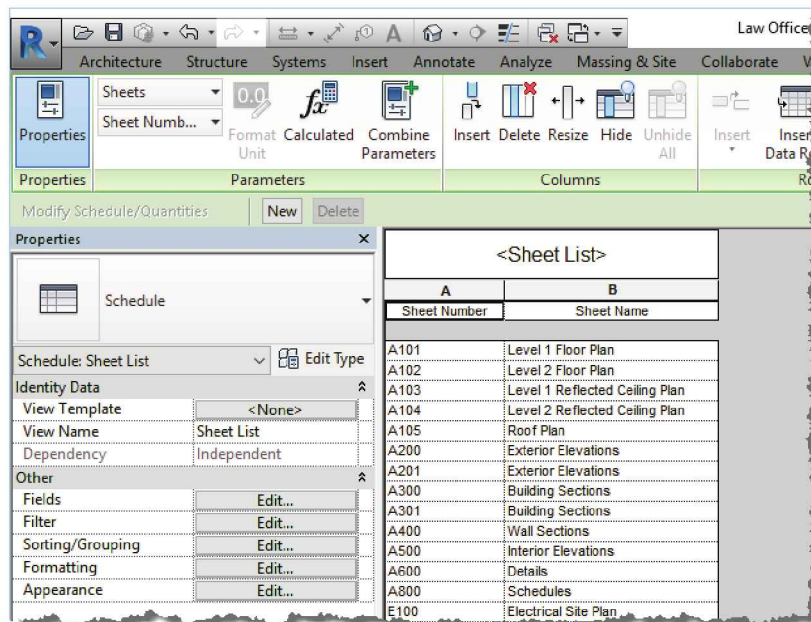 R
0
A
Law Office
Architecture Structure Systems Insert Annotate Analyze Massing & Site Collaborate
Properties
Sheets
Sheet Numb...
0.0
Format Unit
fx
Calculated
Combine Parameters
Insert Delete Resize Hide Unhide All
Insert
Properties Parameters Columns
Modify Schedule/Quantities New Delete
Properties ×
Schedule
Schedule: Sheet List Edit Type
Identity Data
View Template <None>
View Name Sheet List
Dependency Independent
Other
Fields Edit...
Filter Edit...
Sorting/Grouping Edit...
Formatting Edit...
Appearance Edit...
<Sheet List>
A B
Sheet Number Sheet Name
A101 Level 1 Floor Plan
A102 Level 2 Floor Plan
A103 Level 1 Reflected Ceiling Plan
A104 Level 2 Reflected Ceiling Plan
A105 Roof Plan
A200 Exterior Elevations
A201 Exterior Elevations
A300 Building Sections
A301 Building Sections
A400 Wall Sections
A500 Interior Elevations
A600 Details
A800 Schedules
E100 Electrical Site Plan